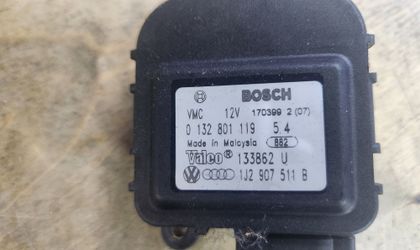 BOSCH
VMC 12V 170399 2 (07)
0 132 801 119 5.4
Made in Malaysia 882
Valeo® 133862 U
1J2 907 511 B